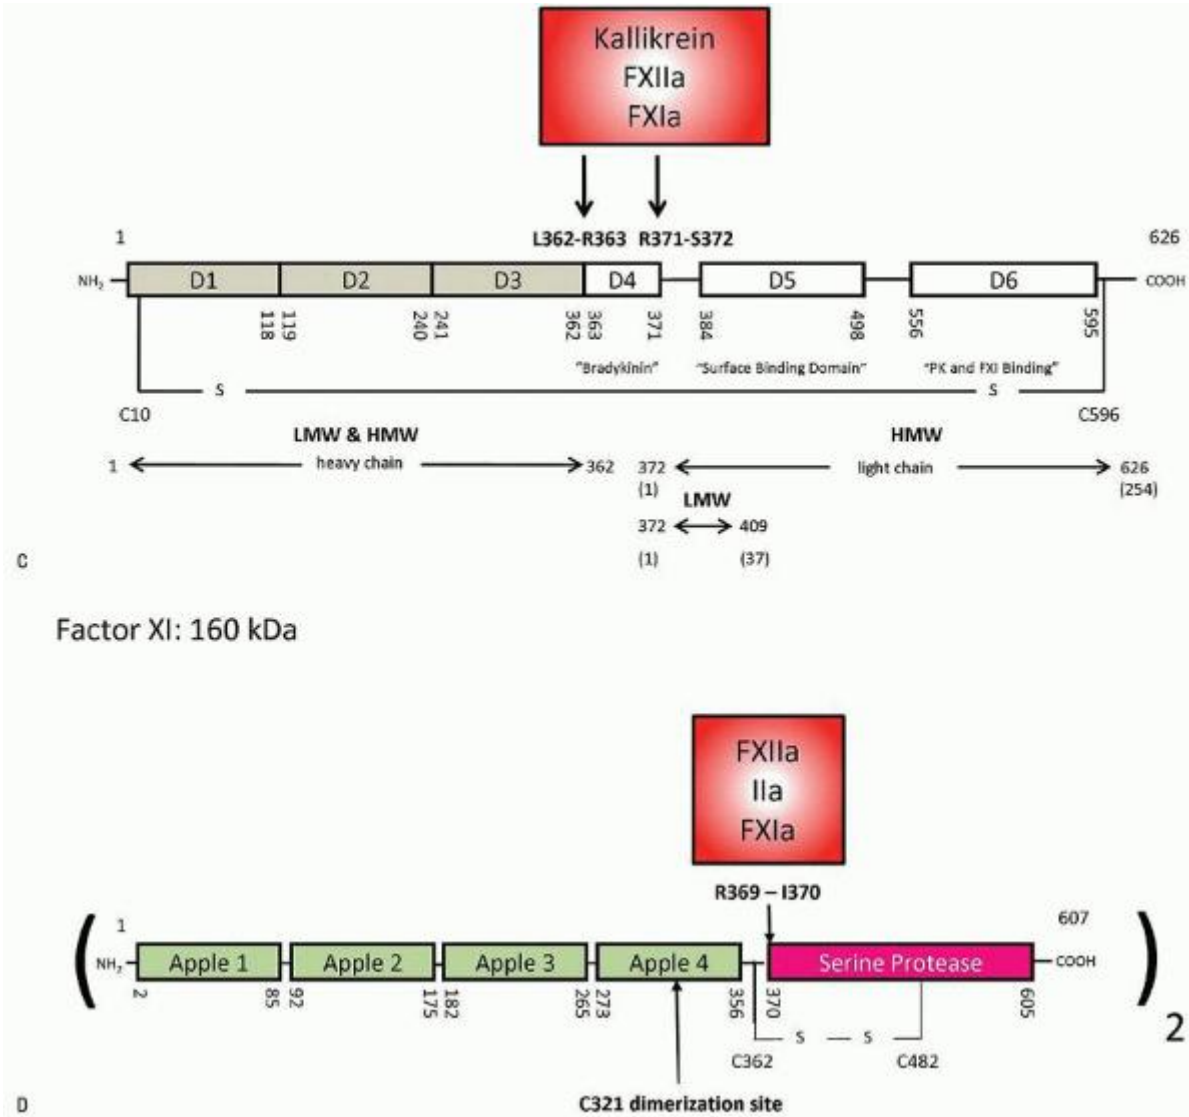 Kallikrein
FXIIa
FXIa
L362-R363 R371-S372
1 626
NH2 D1 D2 D3 D4 D5 D6 COOH
118 119 240 241 362 363 371 384 498 556 595
"Bradykinin" "Surface Binding Domain" "PK and FXI Binding"
S S
C10 C596
LMW & HMW HMW
1 heavy chain 362 372 light chain 626
(1) (254)
LMW
372 409
(1) (37)
C
Factor XI: 160 kDa
FXIIa
IIa
FXIa
R369 – I370
1 607
( NH2 Apple 1 Apple 2 Apple 3 Apple 4 Serine Protease COOH )
2 85 92 175 182 265 273 356 370 605
2
S S
C362 C482
C321 dimerization site
D